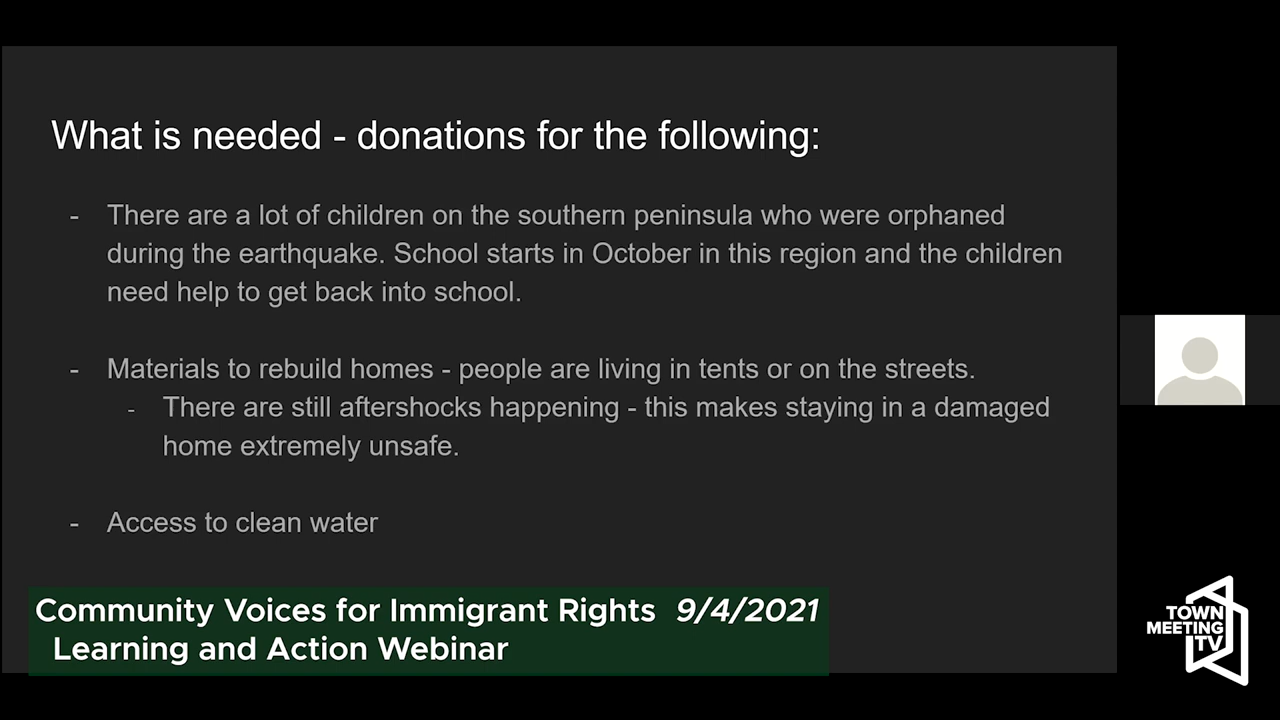 What is needed - donations for the following:
- There are a lot of children on the southern peninsula who were orphaned
during the earthquake. School starts in October in this region and the children
need help to get back into school.
- Materials to rebuild homes - people are living in tents or on the streets.
- There are still aftershocks happening - this makes staying in a damaged
home extremely unsafe.
- Access to clean water
Community Voices for Immigrant Rights 9/4/2021
Learning and Action Webinar
TOWN
MEETING
TV